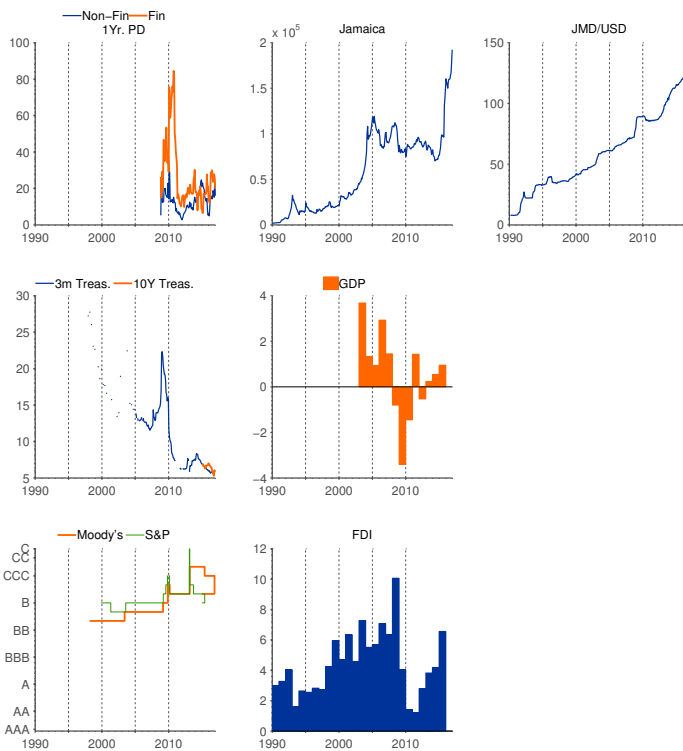 Non-Fin Fin
1Yr. PD
100
80
60
40
20
0
1990 2000 2010
2 x 10^5
Jamaica
1.5
1
0.5
0
1990 2000 2010
JMD/USD
150
100
50
0
1990 2000 2010
3m Treas. 10Y Treas.
30
25
20
15
10
5
1990 2000 2010
GDP
4
2
0
−2
−4
1990 2000 2010
Moody's S&P
C
CC
CCC
B
BB
BBB
A
AA
AAA
1990 2000 2010
FDI
12
10
8
6
4
2
0
1990 2000 2010